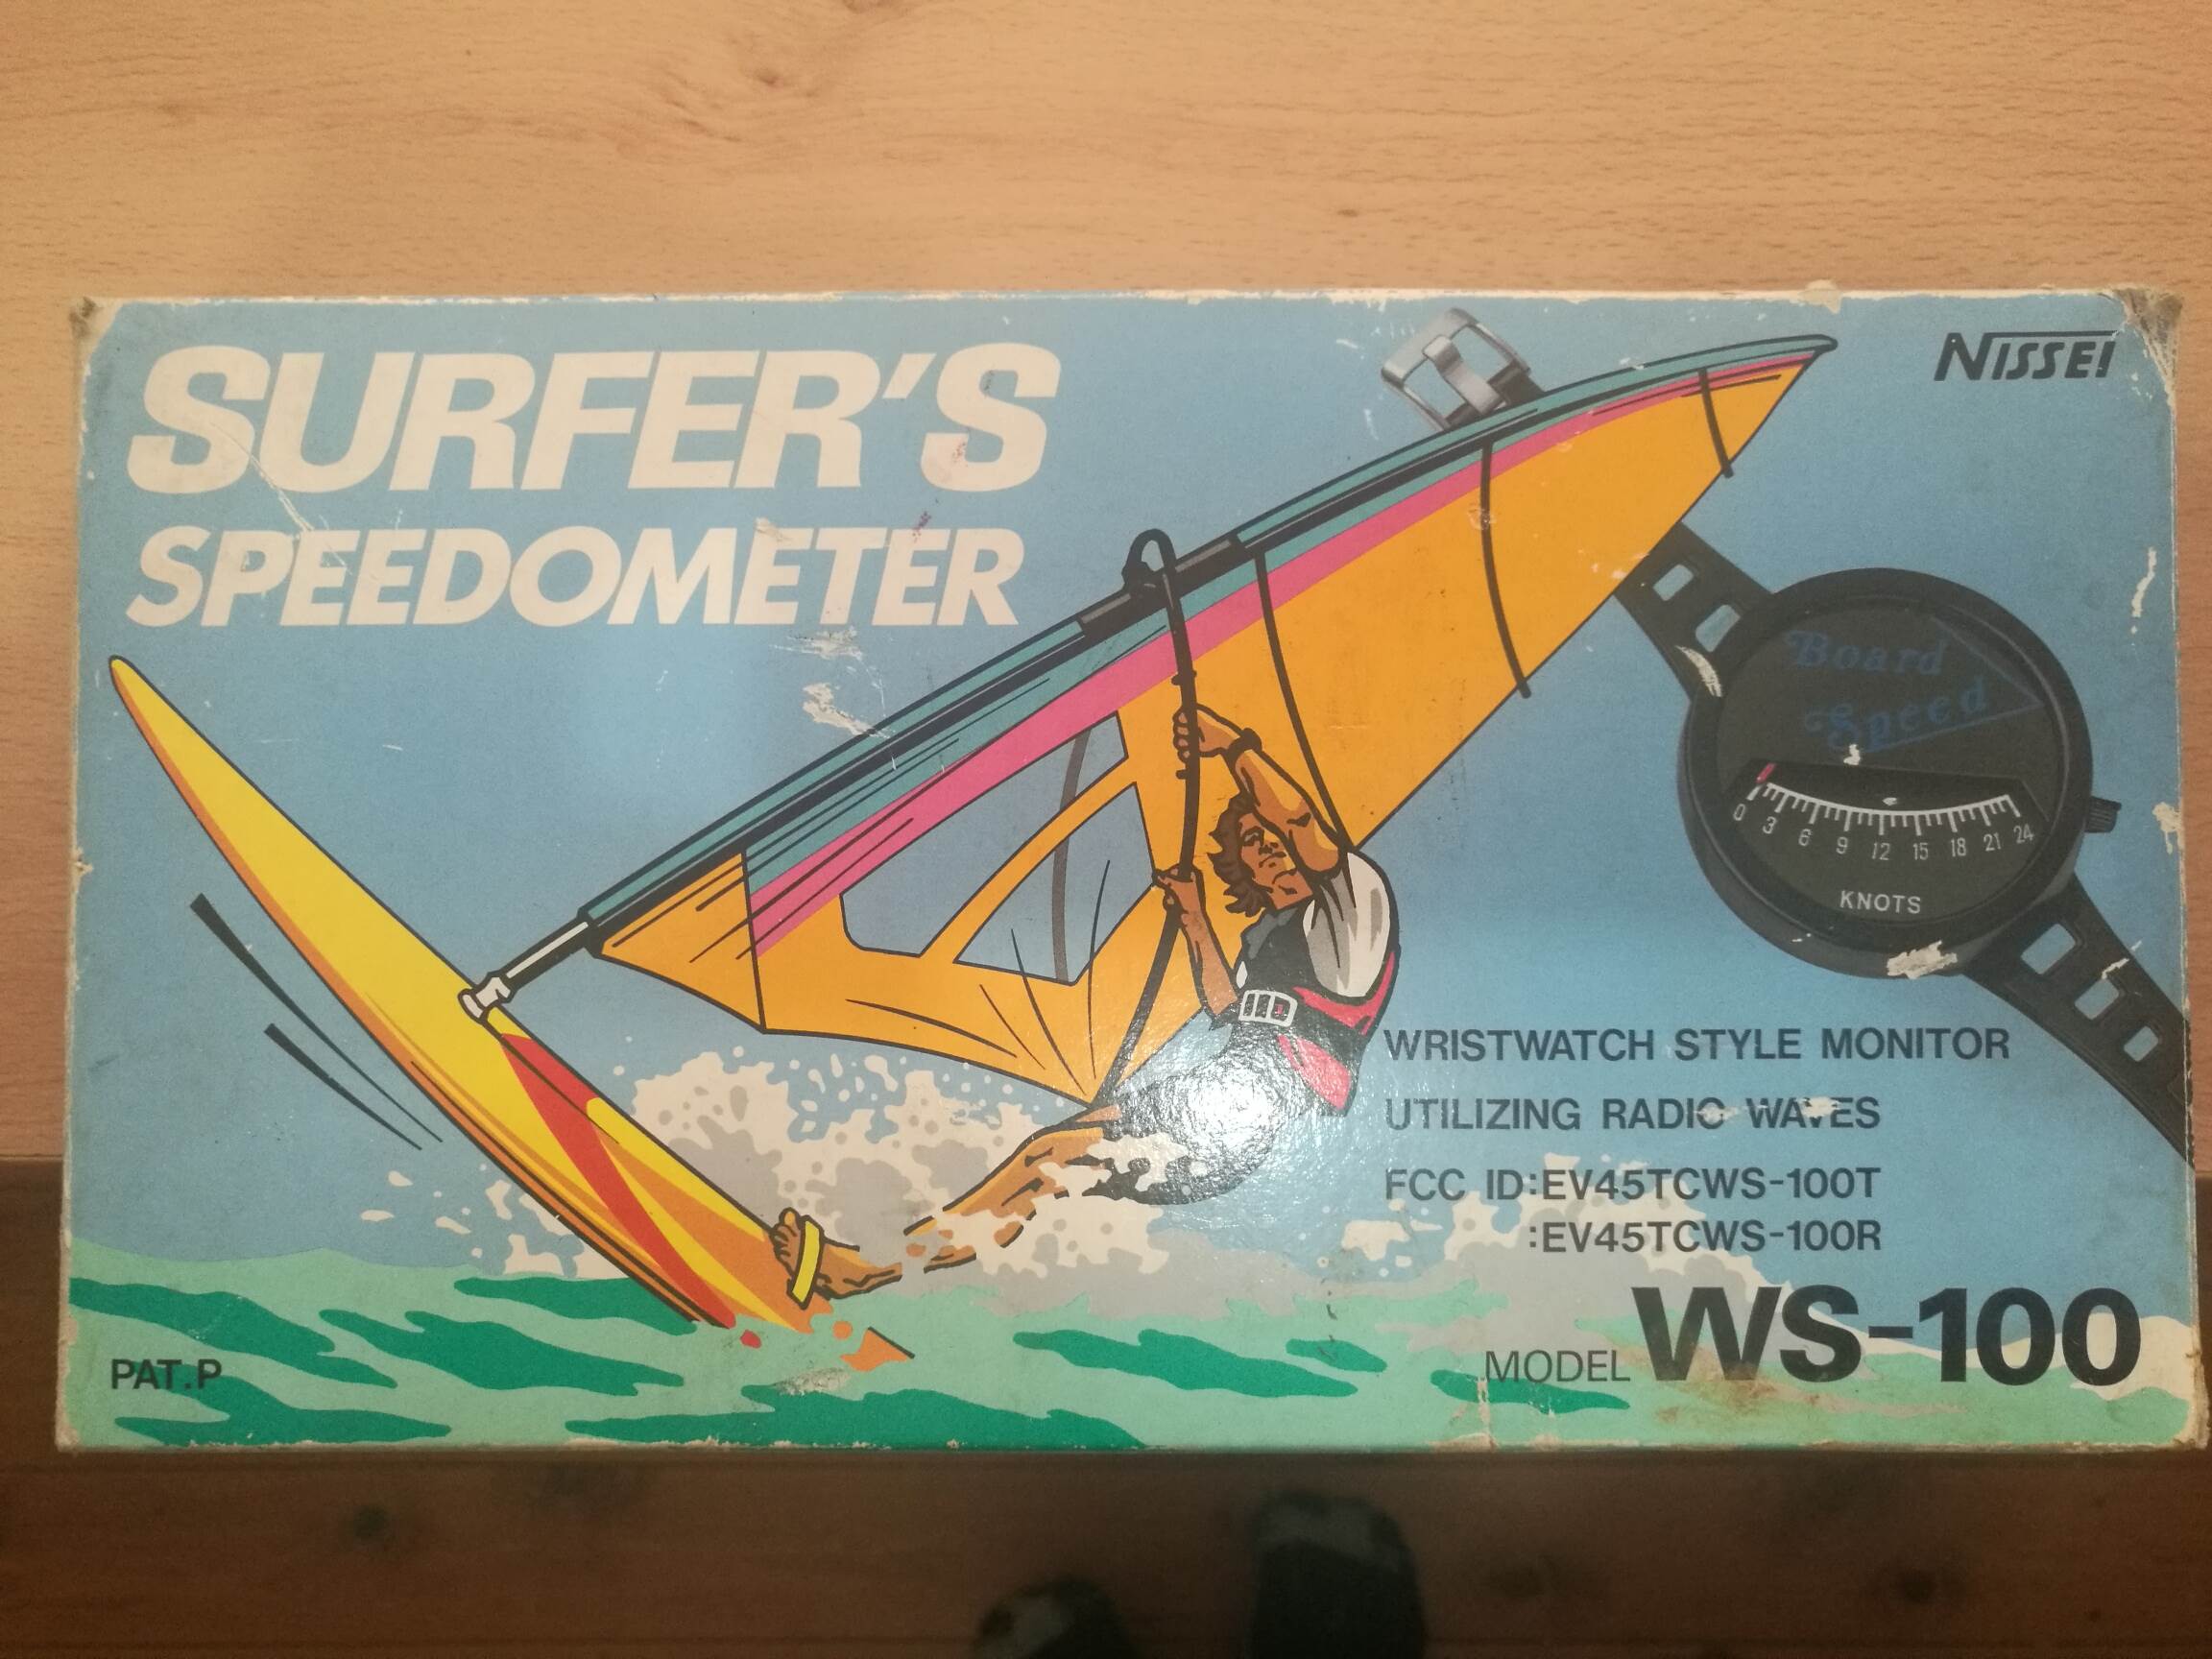 SURFER'S
SPEEDOMETER
NISSEI
Board
Speed
0 3 6 9 12 15 18 21 24
KNOTS
WRISTWATCH STYLE MONITOR
UTILIZING RADIO WAVES
FCC ID:EV45TCWS-100T
:EV45TCWS-100R
MODEL WS-100
PAT.P